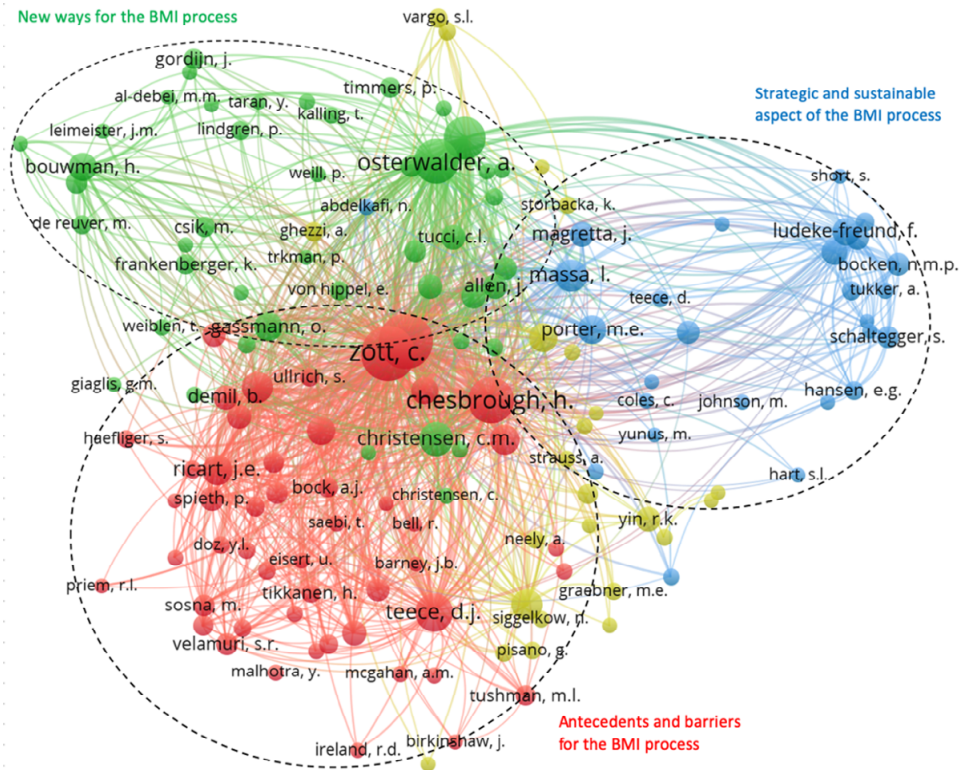 New ways for the BMI process
vargo, s.l.
gordijn, j.
timmers, p.
al-debei, m.m.
taran, y.
kalling, t.
Strategic and sustainable
aspect of the BMI process
leimeister, j.m.
lindgren, p.
bouwman, h.
osterwalder, a.
weill, p.
short, s.
abdelkafi, n.
storbacka, k.
de reuver, m.
csik, m.
ghezzi, a.
tucci, c.l.
magretta, j.
ludeke-freund, f.
trkman, p.
frankenberger, k.
bocken, n.m.p.
massa, l.
von hippel, e.
allen, j.
tukker, a.
teece, d.
weiblen, t.
gassmann, o.
porter, m.e.
schaltegger, s.
zott, c.
ullrich, s.
giaglis, g.m.
demil, b.
chesbrough, h.
coles, c.
johnson, m.
hansen, e.g.
haefliger, s.
christensen, c.m.
yunus, m.
strauss, a.
ricart, j.e.
hart, s.l.
spieth, p.
bock, a.j.
christensen, c.
saebi, t.
bell, r.
yin, r.k.
doz, y.l.
neely, a.
eisert, u.
barney, j.b.
priem, r.l.
tikkanen, h.
graebner, m.e.
sosna, m.
teece, d.j.
siggelkow, n.
velamuri, s.r.
pisano, g.
malhotra, y.
mcgahan, a.m.
tushman, m.l.
Antecedents and barriers
for the BMI process
ireland, r.d.
birkinshaw, j.